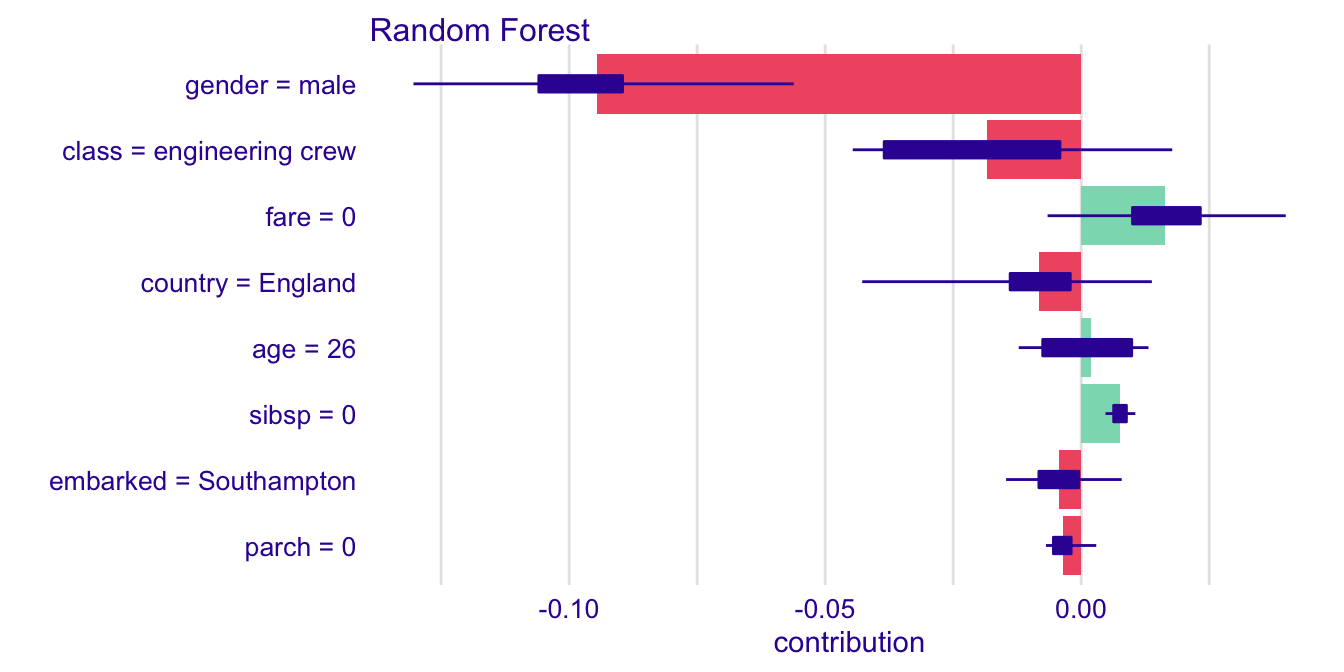 Random Forest
gender = male
class = engineering crew
fare = 0
country = England
age = 26
sibsp = 0
embarked = Southampton
parch = 0
-0.10 -0.05 0.00
contribution